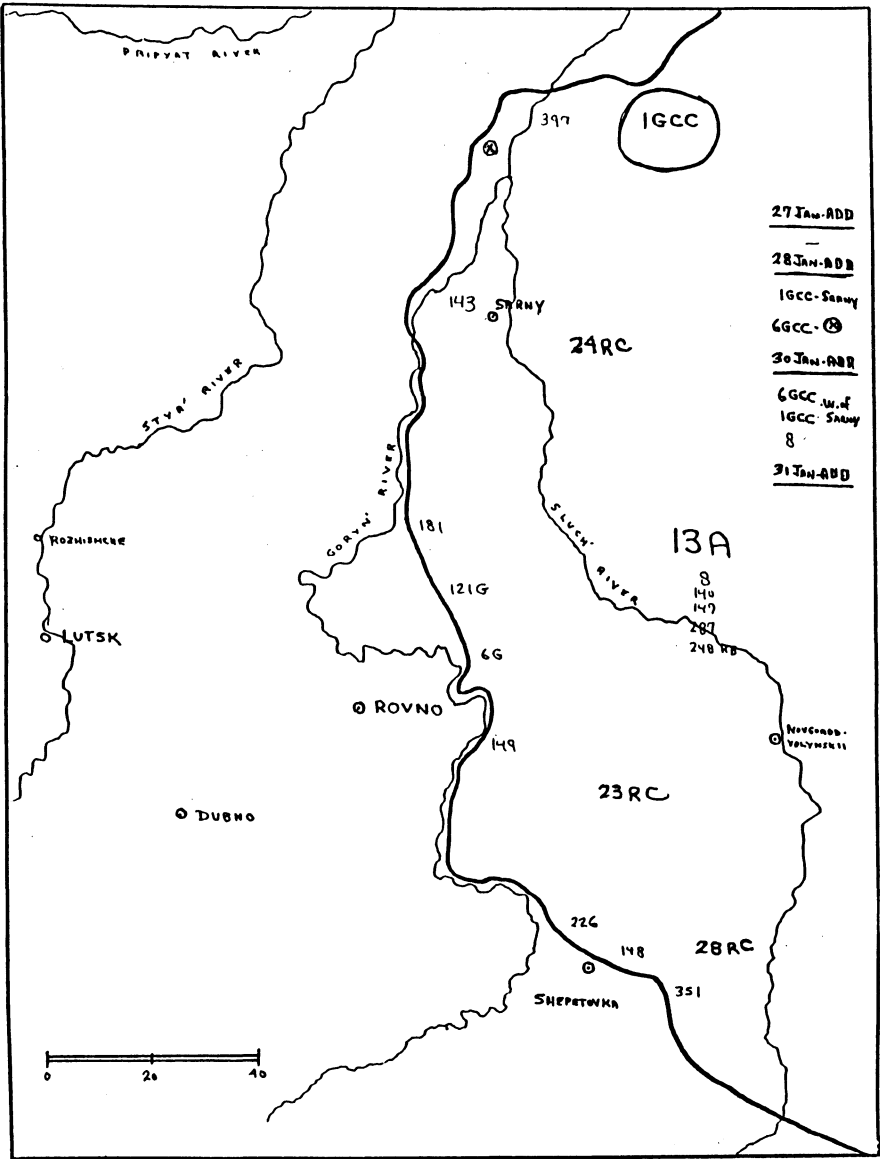 PRIPYAT RIVER
397
1GCC
27 JAN-ADD
—
28 JAN-ADD
1GCC-SARNY
6GCC-⊗
30 JAN-ADD
6GCC W. of
1GCC SARNY
8
31 JAN-ADD
143 SARNY
24RC
STYR' RIVER
GORYN' RIVER
SLUCH' RIVER
ROZHISHCHE
181
13A
8
140
147
287
248 RB
121G
LUTSK
6G
ROVNO
149
NOVGOROD-
VOLYNSKII
23RC
DUBNO
226
148
28RC
351
SHEPETOVKA
0 20 40